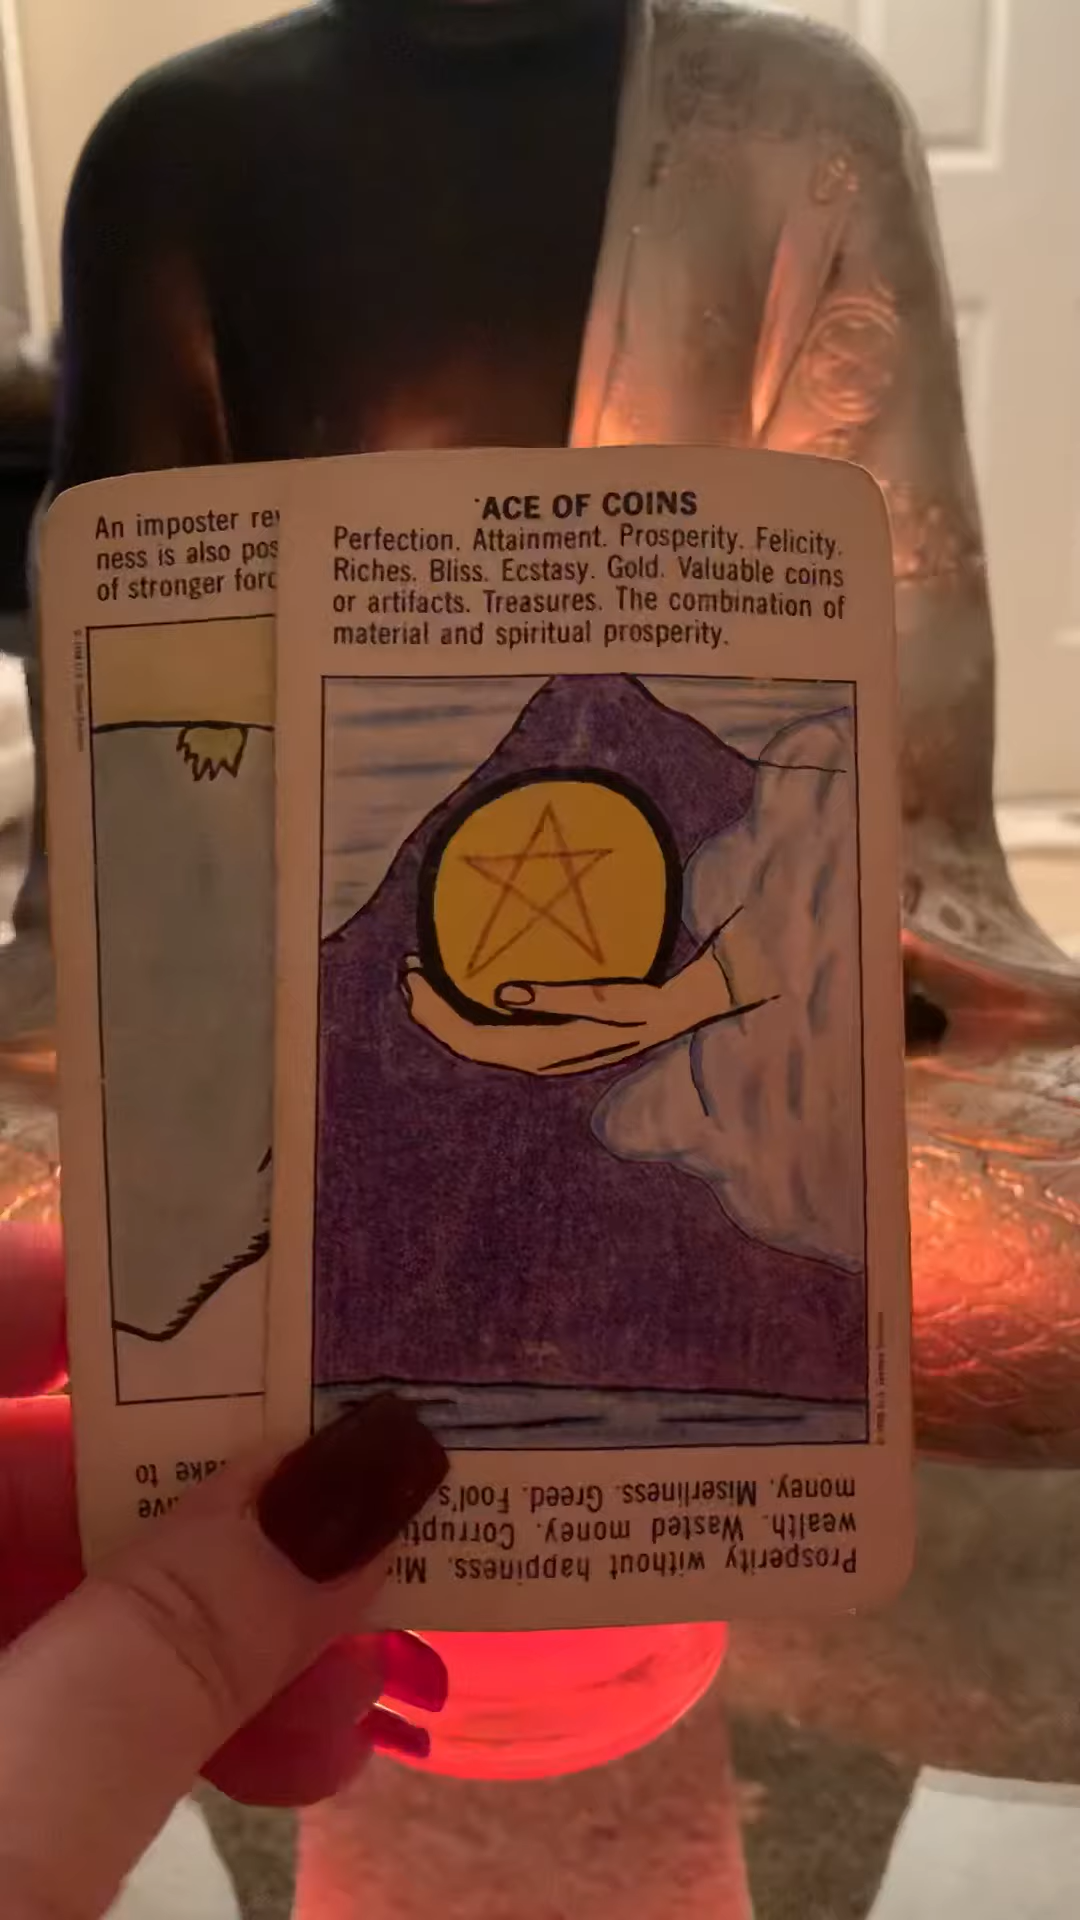 An imposter re
ness is also pos
of stronger forc
ACE OF COINS
Perfection. Attainment. Prosperity. Felicity.
Riches. Bliss. Ecstasy. Gold. Valuable coins
or artifacts. Treasures. The combination of
material and spiritual prosperity.
Prosperity without happiness.
wealth. Wasted money. Corrupt
money. Miserliness. Greed. Fool's
ake to